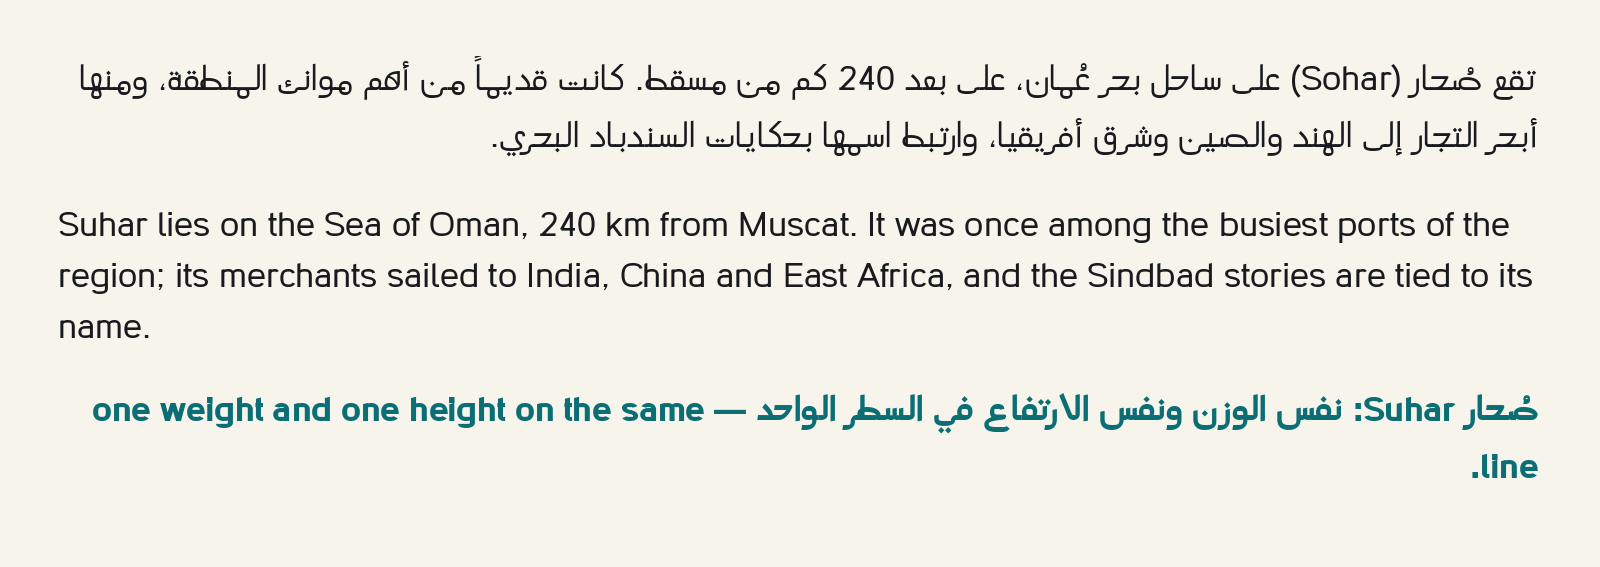 تقع صُحار (Sohar) على ساحل بحر عُمان، على بعد 240 كم من مسقط. كانت قديماً من أهم موانئ المنطقة، ومنها
أبحر التجار إلى الهند والصين وشرق أفريقيا، وارتبط اسمها بحكايات السندباد البحري.
Suhar lies on the Sea of Oman, 240 km from Muscat. It was once among the busiest ports of the
region; its merchants sailed to India, China and East Africa, and the Sindbad stories are tied to its
name.
صُحار Suhar: نفس الوزن ونفس الارتفاع في السطر الواحد — one weight and one height on the same
line.